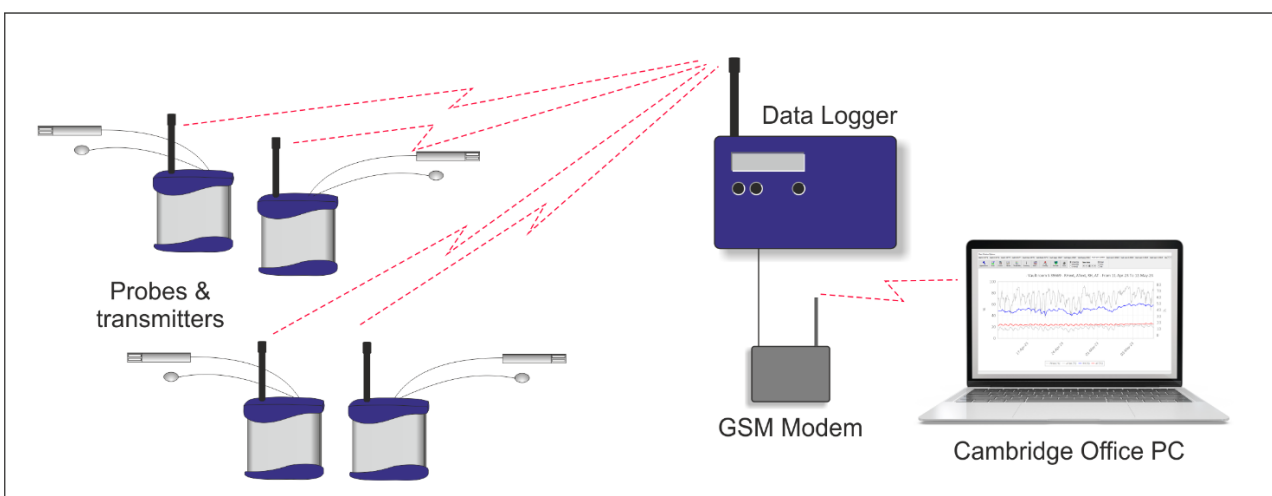 Data Logger
Probes &
transmitters
GSM Modem
Cambridge Office PC